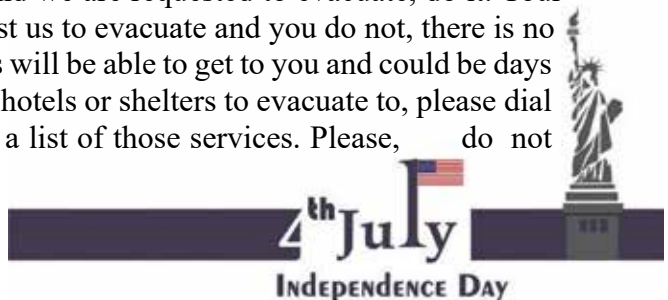 st us to evacuate and you do not, there is no
s will be able to get to you and could be days
hotels or shelters to evacuate to, please dial
a list of those services. Please, do not
4th July
Independence Day